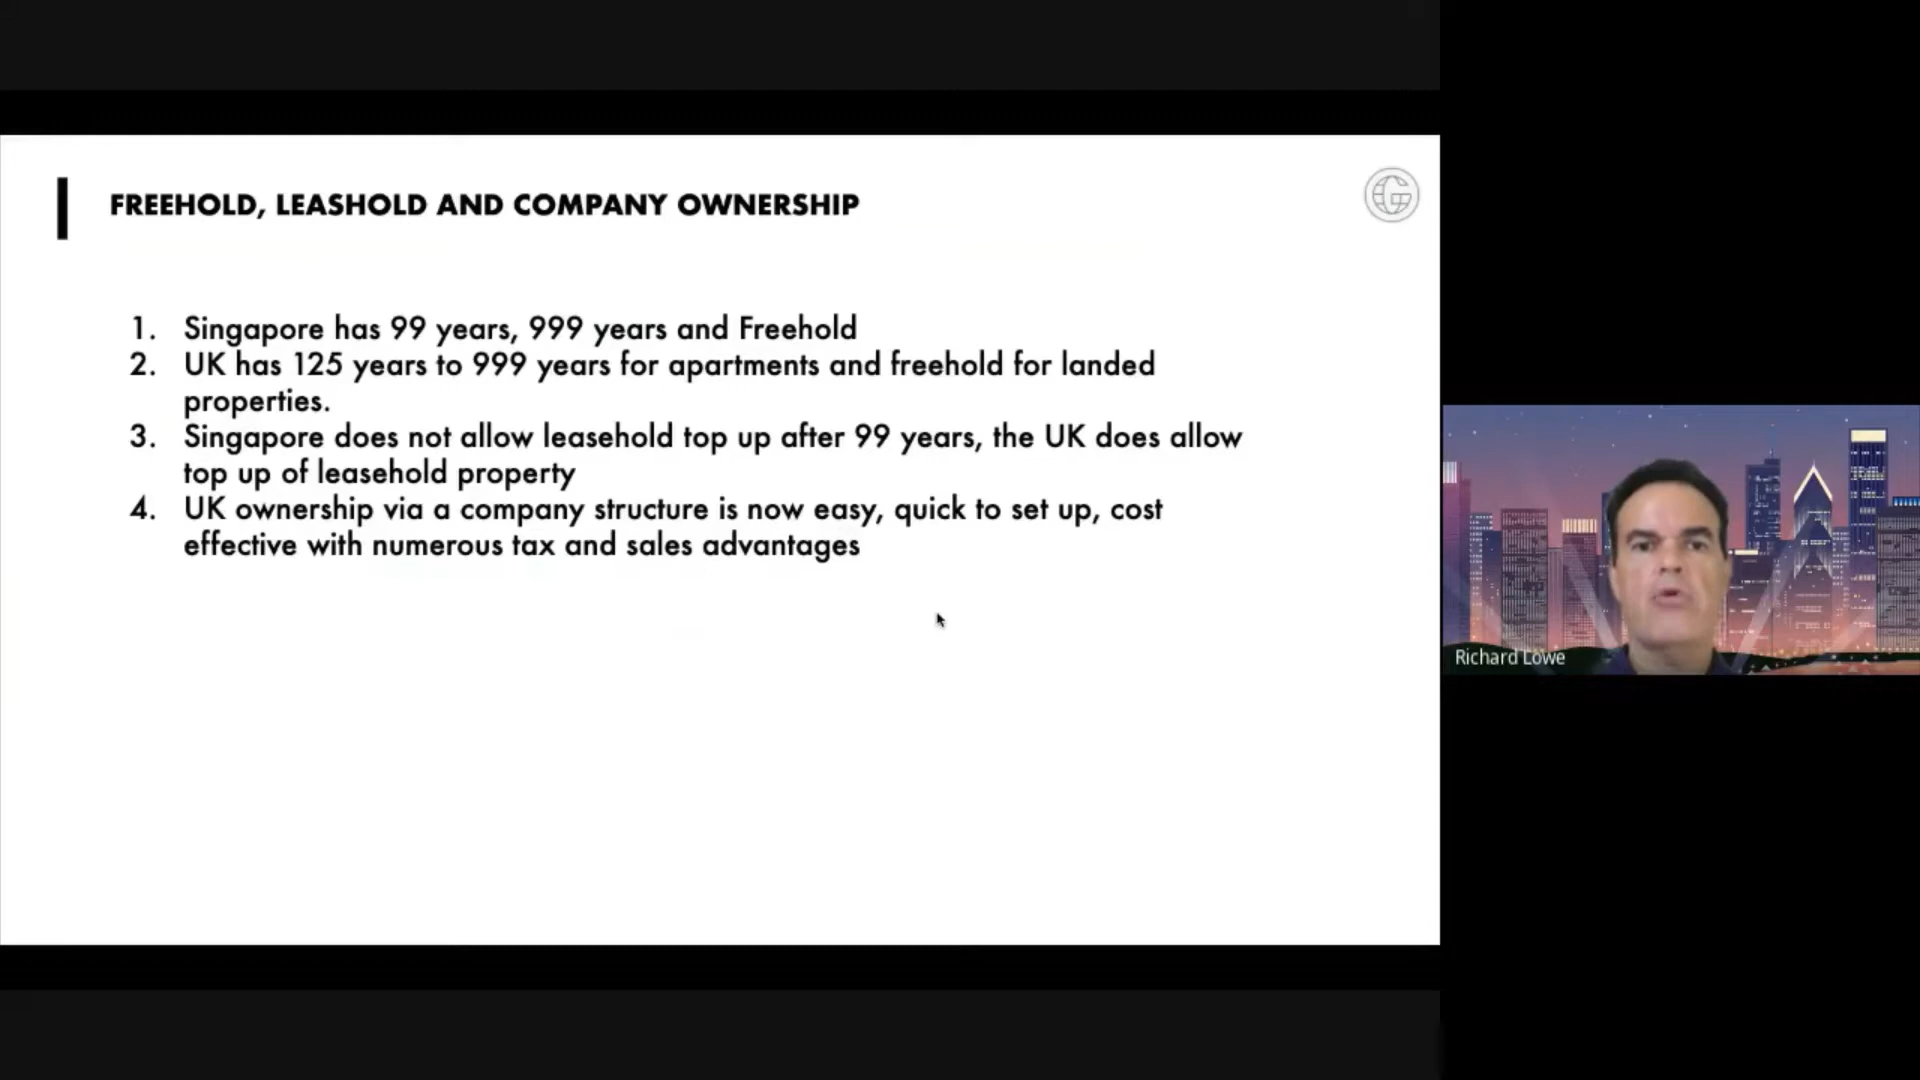 FREEHOLD, LEASHOLD AND COMPANY OWNERSHIP
1. Singapore has 99 years, 999 years and Freehold
2. UK has 125 years to 999 years for apartments and freehold for landed
properties.
3. Singapore does not allow leasehold top up after 99 years, the UK does allow
top up of leasehold property
4. UK ownership via a company structure is now easy, quick to set up, cost
effective with numerous tax and sales advantages
Richard Lowe